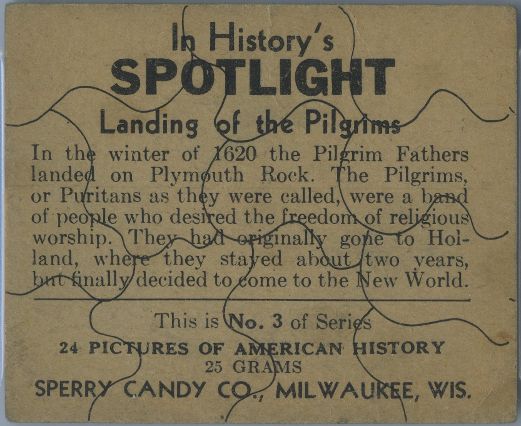 In History's
SPOTLIGHT
Landing of the Pilgrims
In the winter of 1620 the Pilgrim Fathers
landed on Plymouth Rock. The Pilgrims,
or Puritans as they were called, were a band
of people who desired the freedom of religious
worship. They had originally gone to Hol-
land, where they stayed about two years,
but finally decided to come to the New World.
This is No. 3 of Series
24 PICTURES OF AMERICAN HISTORY
25 GRAMS
SPERRY CANDY CO., MILWAUKEE, WIS.